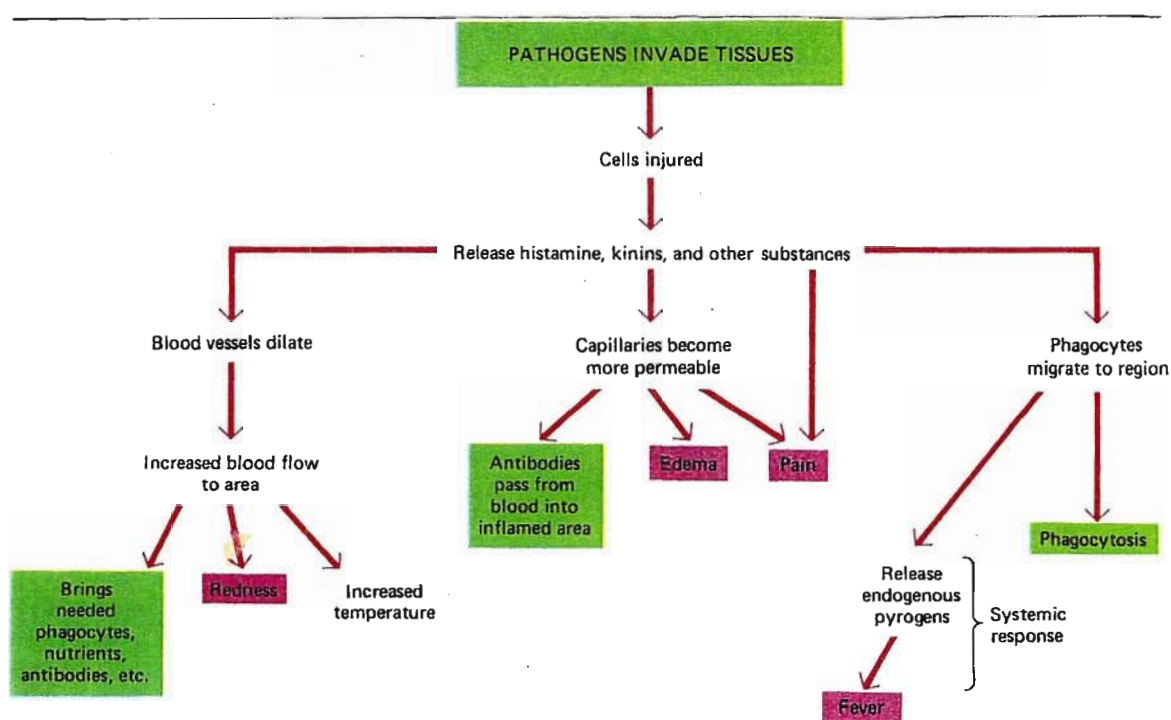 PATHOGENS INVADE TISSUES
Cells injured
Release histamine, kinins, and other substances
Blood vessels dilate
Capillaries become
more permeable
Phagocytes
migrate to region
Increased blood flow
to area
Antibodies
pass from
blood into
inflamed area
Edema
Pain
Phagocytosis
Brings
needed
phagocytes,
nutrients,
antibodies, etc.
Redness
Increased
temperature
Release
endogenous
pyrogens
Systemic
response
Fever